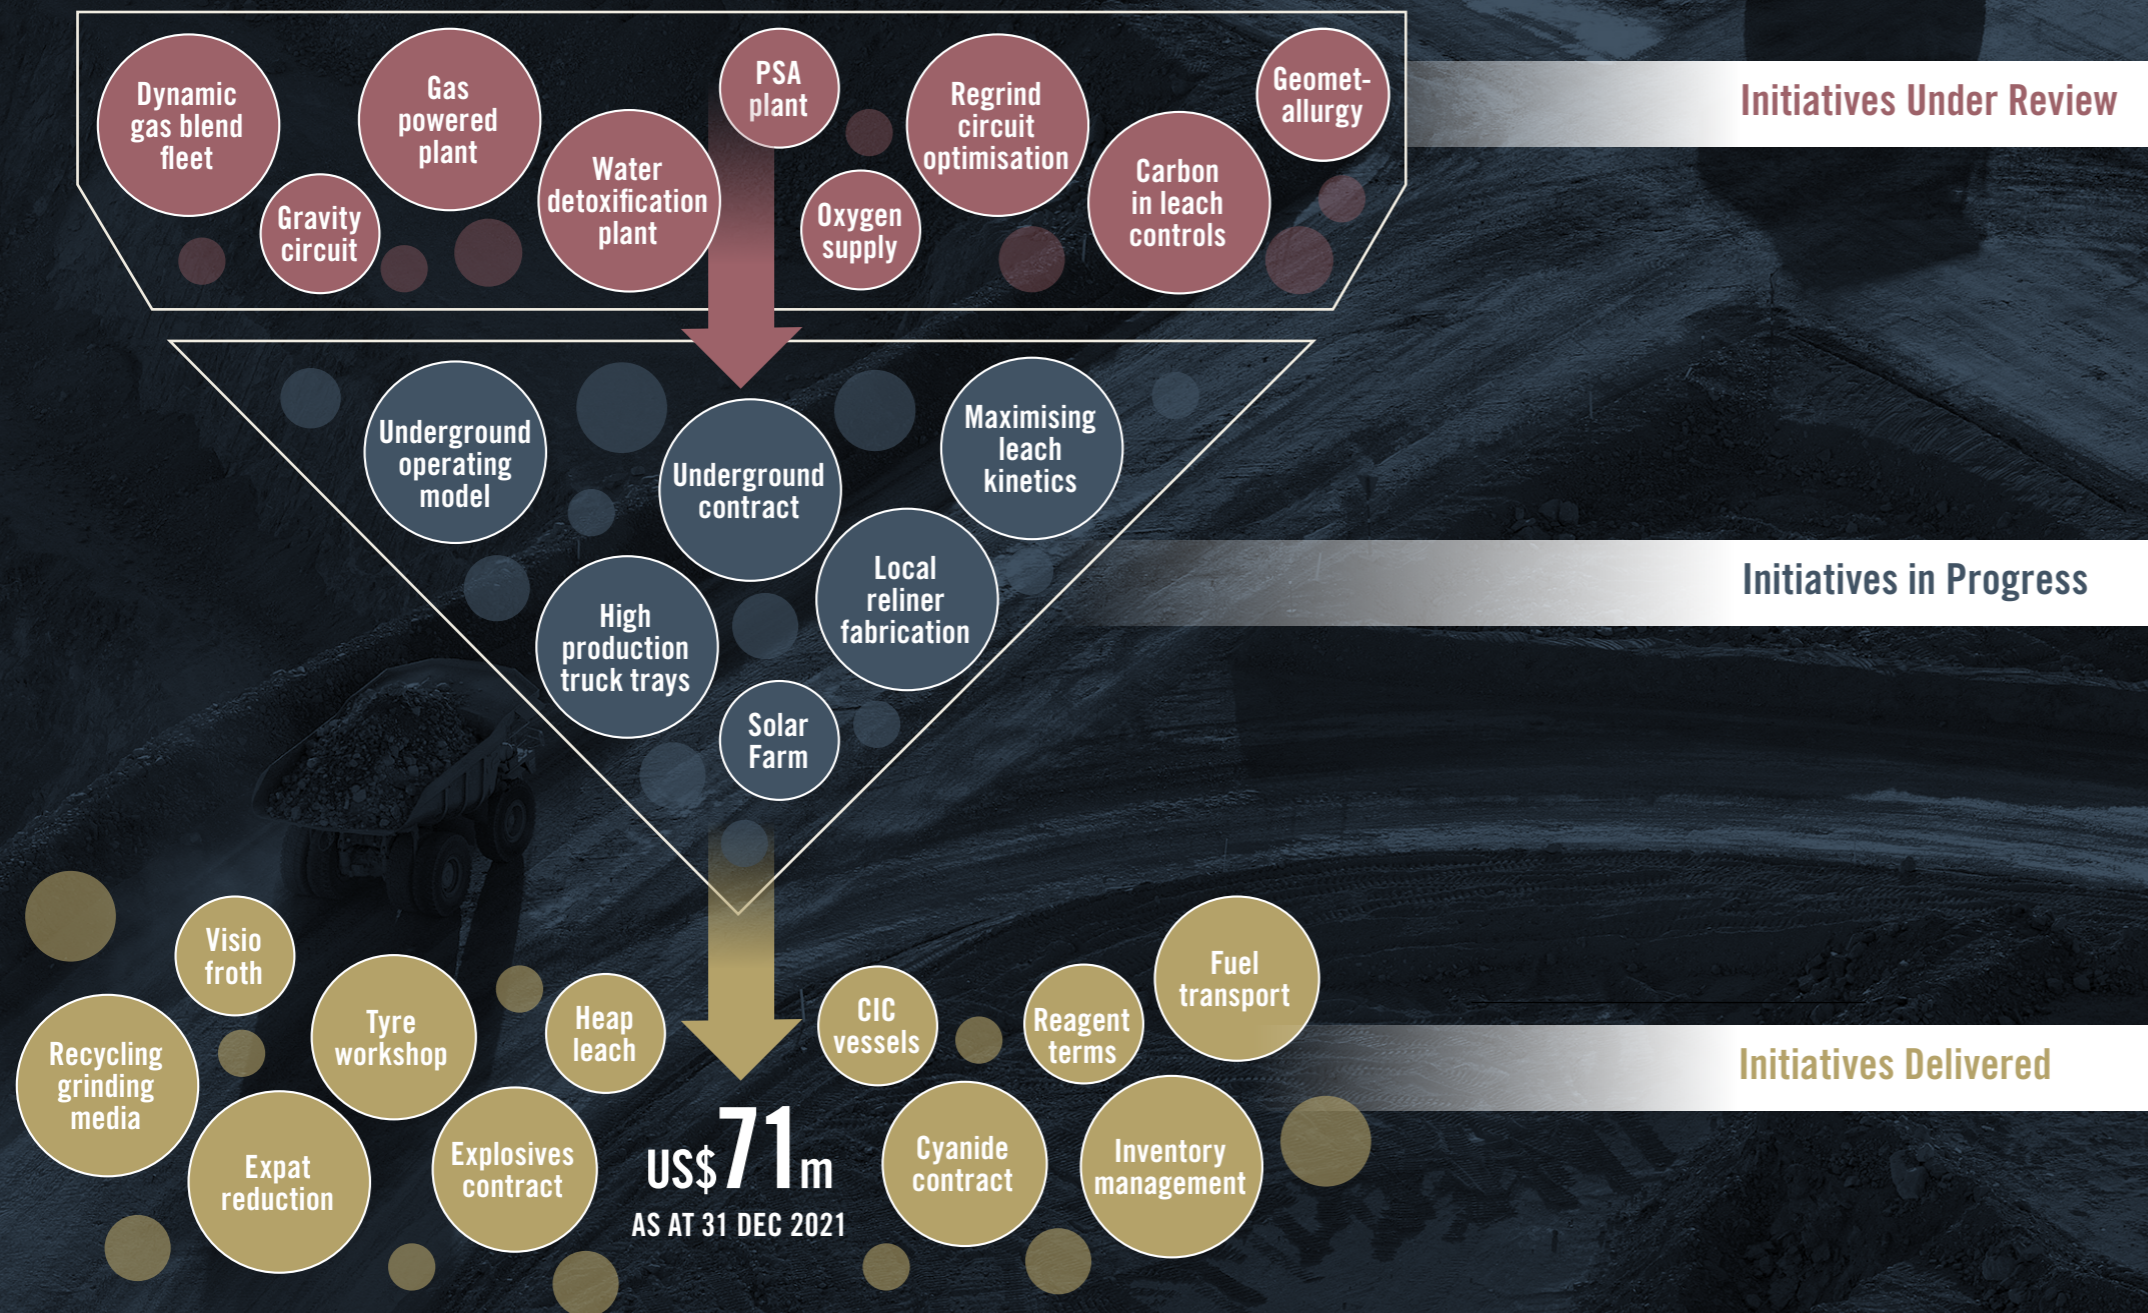 Dynamic
gas blend
fleet
Gravity
circuit
Gas
powered
plant
Water
detoxification
plant
PSA
plant
Oxygen
supply
Regrind
circuit
optimisation
Carbon
in leach
controls
Geomet-
allurgy
Initiatives Under Review
Underground
operating
model
Underground
contract
Maximising
leach
kinetics
High
production
truck trays
Local
reliner
fabrication
Solar
Farm
Initiatives in Progress
Visio
froth
Recycling
grinding
media
Tyre
workshop
Expat
reduction
Heap
leach
Explosives
contract
US$71m
AS AT 31 DEC 2021
CIC
vessels
Reagent
terms
Fuel
transport
Cyanide
contract
Inventory
management
Initiatives Delivered